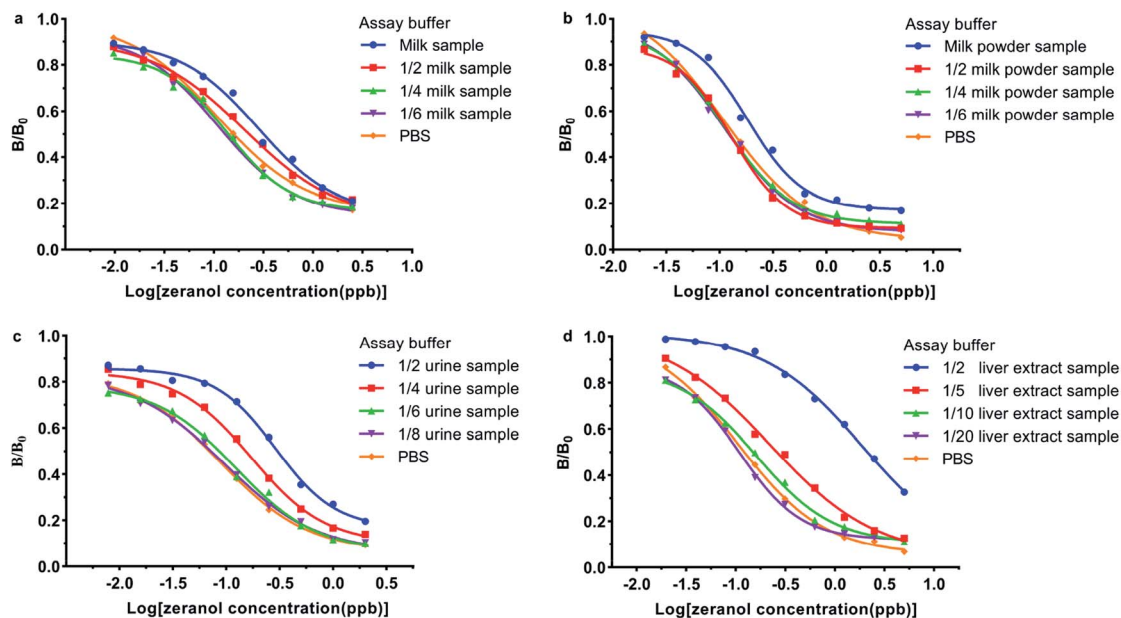 a
Assay buffer
Milk sample
1/2 milk sample
1/4 milk sample
1/6 milk sample
PBS
B/B0
1.0
0.8
0.6
0.4
0.2
0.0
-2.0 -1.5 -1.0 -0.5 0.0 0.5 1.0
Log[zeranol concentration(ppb)]
b
Assay buffer
Milk powder sample
1/2 milk powder sample
1/4 milk powder sample
1/6 milk powder sample
PBS
B/B0
1.0
0.8
0.6
0.4
0.2
0.0
-2.0 -1.5 -1.0 -0.5 0.0 0.5 1.0
Log[zeranol concentration(ppb)]
c
Assay buffer
1/2 urine sample
1/4 urine sample
1/6 urine sample
1/8 urine sample
PBS
B/B0
1.0
0.8
0.6
0.4
0.2
0.0
-2.0 -1.5 -1.0 -0.5 0.0 0.5
Log[zeranol concentration(ppb)]
d
Assay buffer
1/2 liver extract sample
1/5 liver extract sample
1/10 liver extract sample
1/20 liver extract sample
PBS
B/B0
1.0
0.8
0.6
0.4
0.2
0.0
-2.0 -1.5 -1.0 -0.5 0.0 0.5 1.0
Log[zeranol concentration(ppb)]